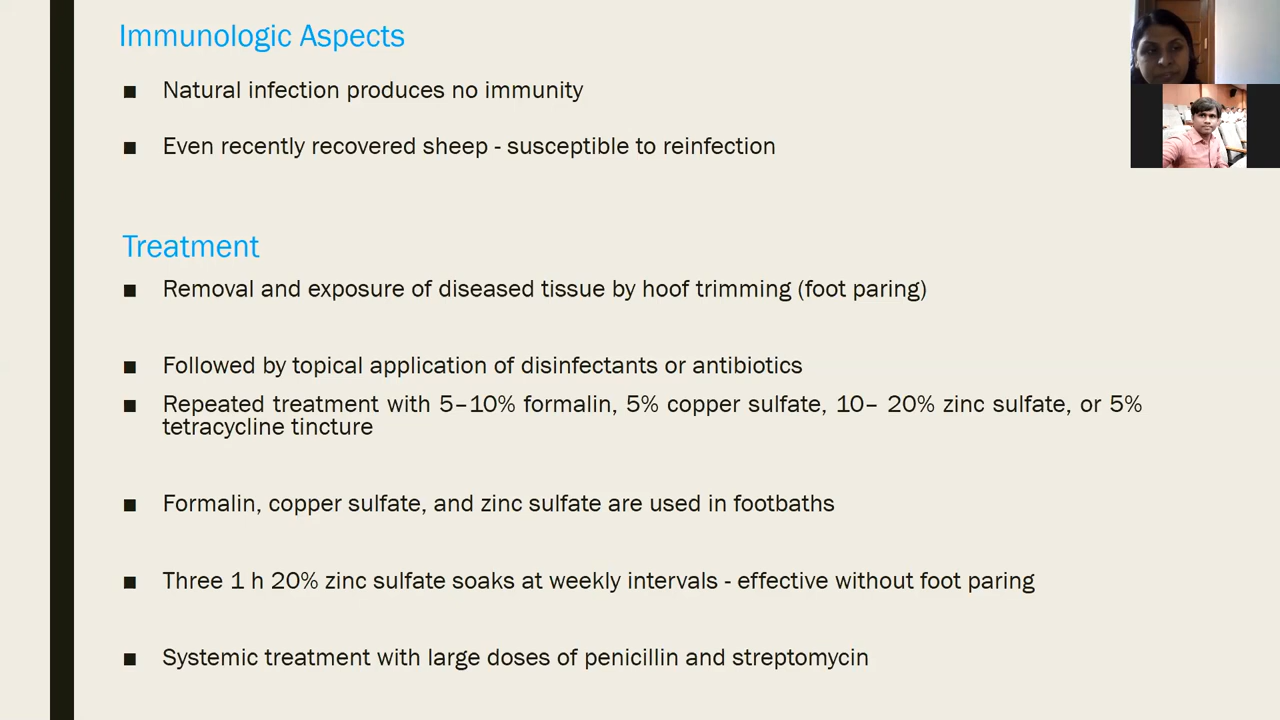 Immunologic Aspects
■ Natural infection produces no immunity
■ Even recently recovered sheep - susceptible to reinfection
Treatment
■ Removal and exposure of diseased tissue by hoof trimming (foot paring)
■ Followed by topical application of disinfectants or antibiotics
■ Repeated treatment with 5–10% formalin, 5% copper sulfate, 10– 20% zinc sulfate, or 5%
tetracycline tincture
■ Formalin, copper sulfate, and zinc sulfate are used in footbaths
■ Three 1 h 20% zinc sulfate soaks at weekly intervals - effective without foot paring
■ Systemic treatment with large doses of penicillin and streptomycin